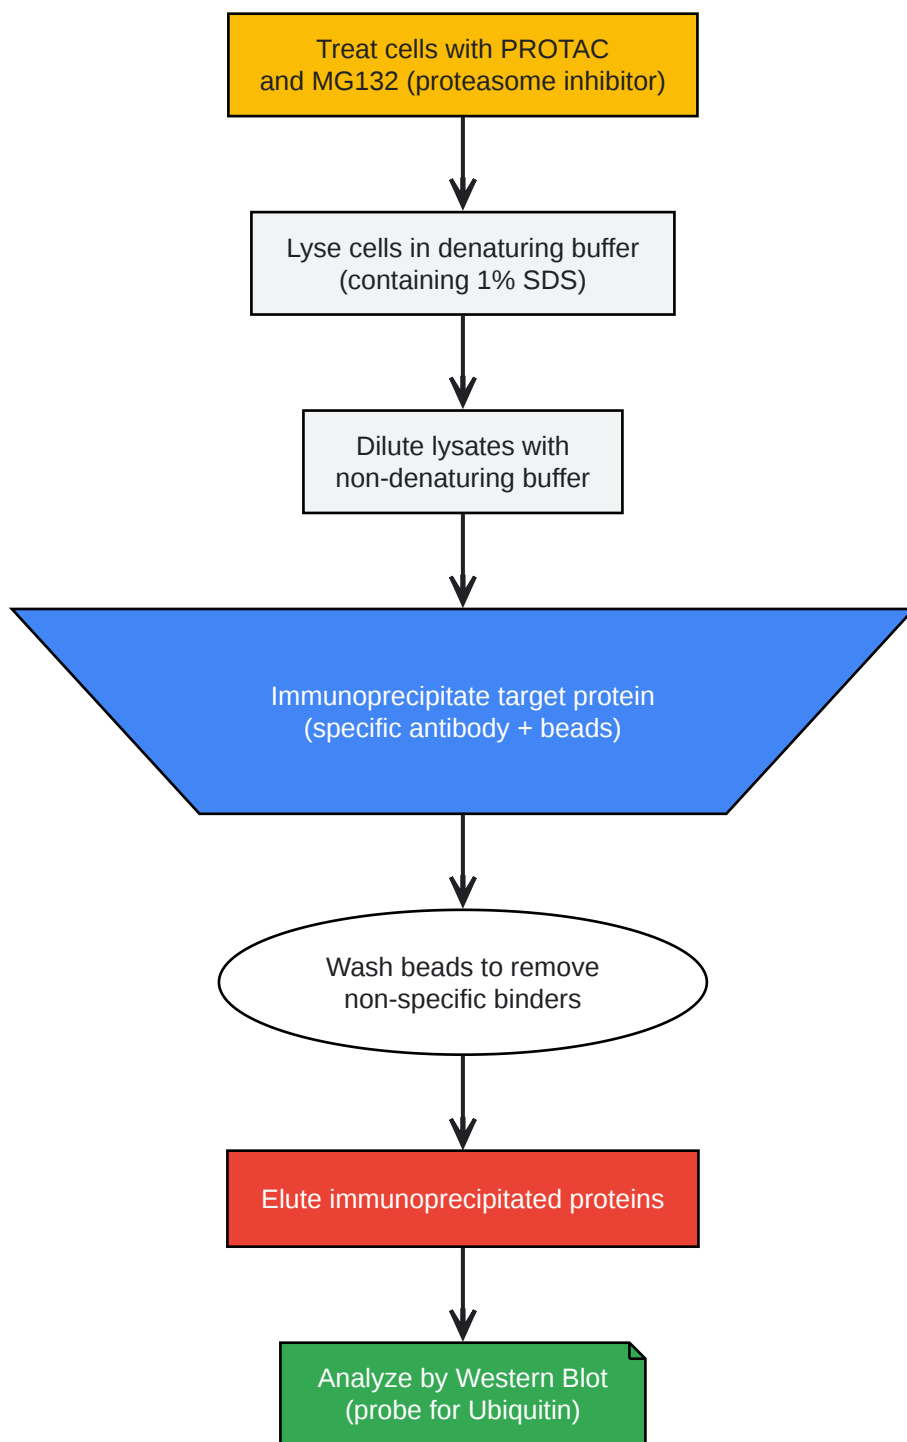 Treat cells with PROTAC
and MG132 (proteasome inhibitor)
Lyse cells in denaturing buffer
(containing 1% SDS)
Dilute lysates with
non-denaturing buffer
Immunoprecipitate target protein
(specific antibody + beads)
Wash beads to remove
non-specific binders
Elute immunoprecipitated proteins
Analyze by Western Blot
(probe for Ubiquitin)